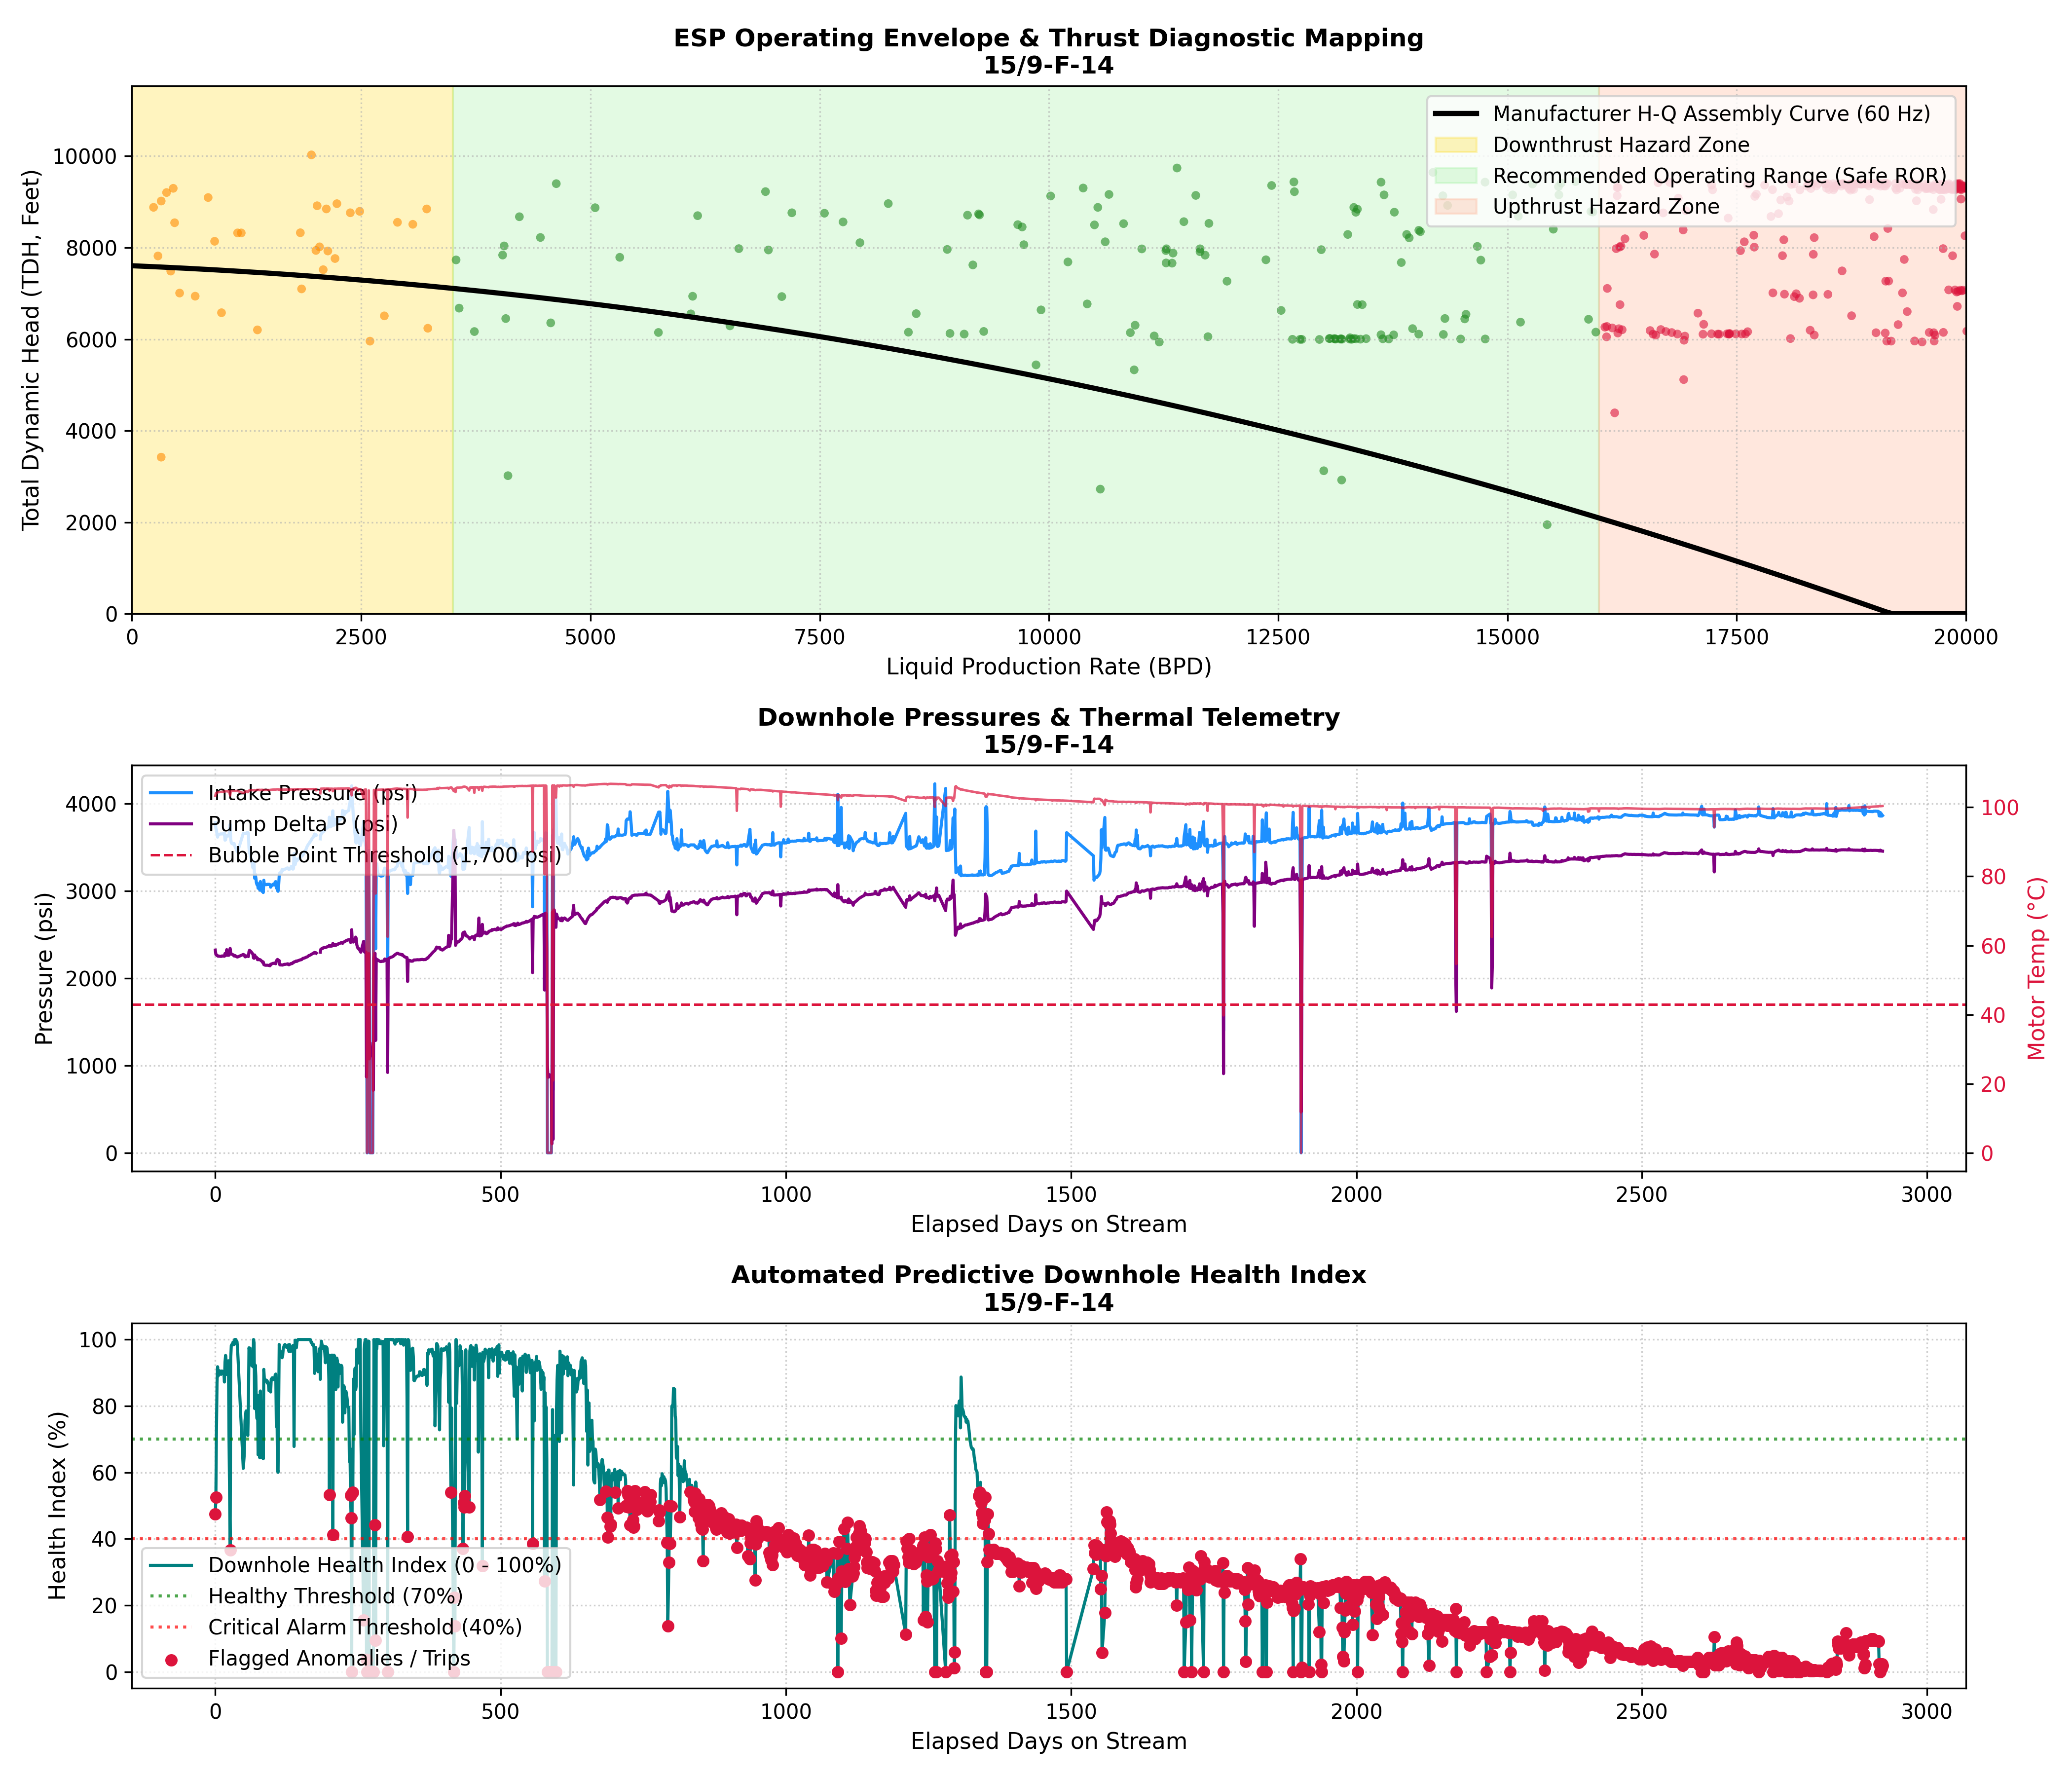 ESP Operating Envelope & Thrust Diagnostic Mapping
15/9-F-14
Total Dynamic Head (TDH, Feet)
10000
8000
6000
4000
2000
0
Manufacturer H-Q Assembly Curve (60 Hz)
Downthrust Hazard Zone
Recommended Operating Range (Safe ROR)
Upthrust Hazard Zone
0 2500 5000 7500 10000 12500 15000 17500 20000
Liquid Production Rate (BPD)
Downhole Pressures & Thermal Telemetry
15/9-F-14
Pressure (psi)
4000
3000
2000
1000
0
Intake Pressure (psi)
Pump Delta P (psi)
Bubble Point Threshold (1,700 psi)
100
80
60
40
20
0
Motor Temp (°C)
0 500 1000 1500 2000 2500 3000
Elapsed Days on Stream
Automated Predictive Downhole Health Index
15/9-F-14
Health Index (%)
100
80
60
40
20
0
Downhole Health Index (0 - 100%)
Healthy Threshold (70%)
Critical Alarm Threshold (40%)
Flagged Anomalies / Trips
0 500 1000 1500 2000 2500 3000
Elapsed Days on Stream